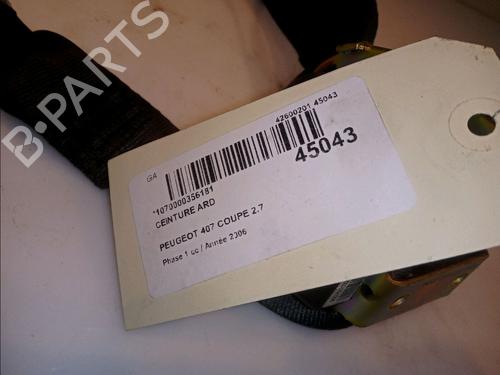 B-PARTS
GA
42600201 45043
45043
*1070000356181
CEINTURE ARD
PEUGEOT 407 COUPE 2.7
Phase 1 cc / Année 2006